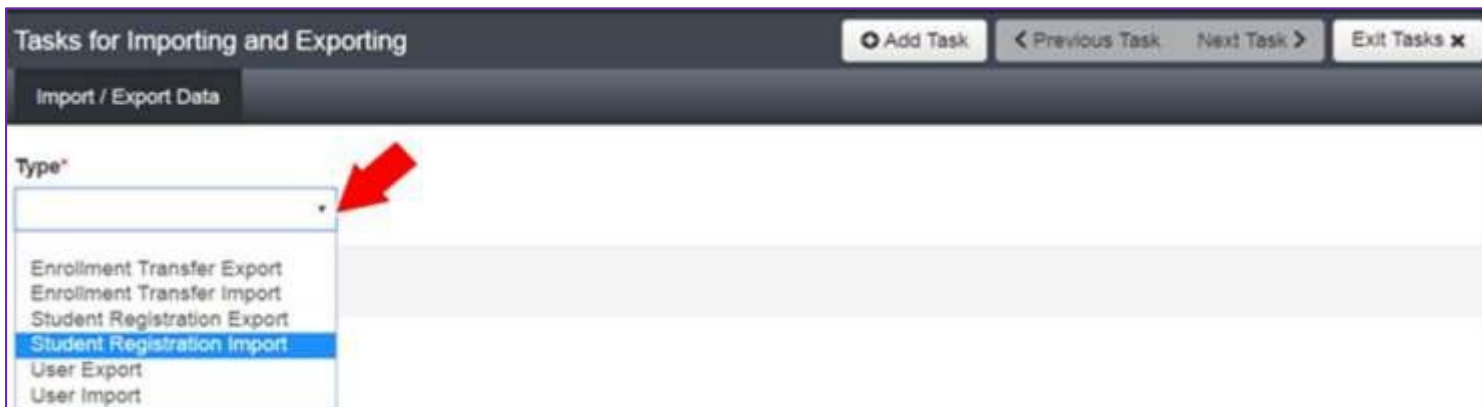 Tasks for Importing and Exporting
Add Task
Previous Task
Next Task
Exit Tasks x
Import / Export Data
Type*
Enrollment Transfer Export
Enrollment Transfer Import
Student Registration Export
Student Registration Import
User Export
User Import